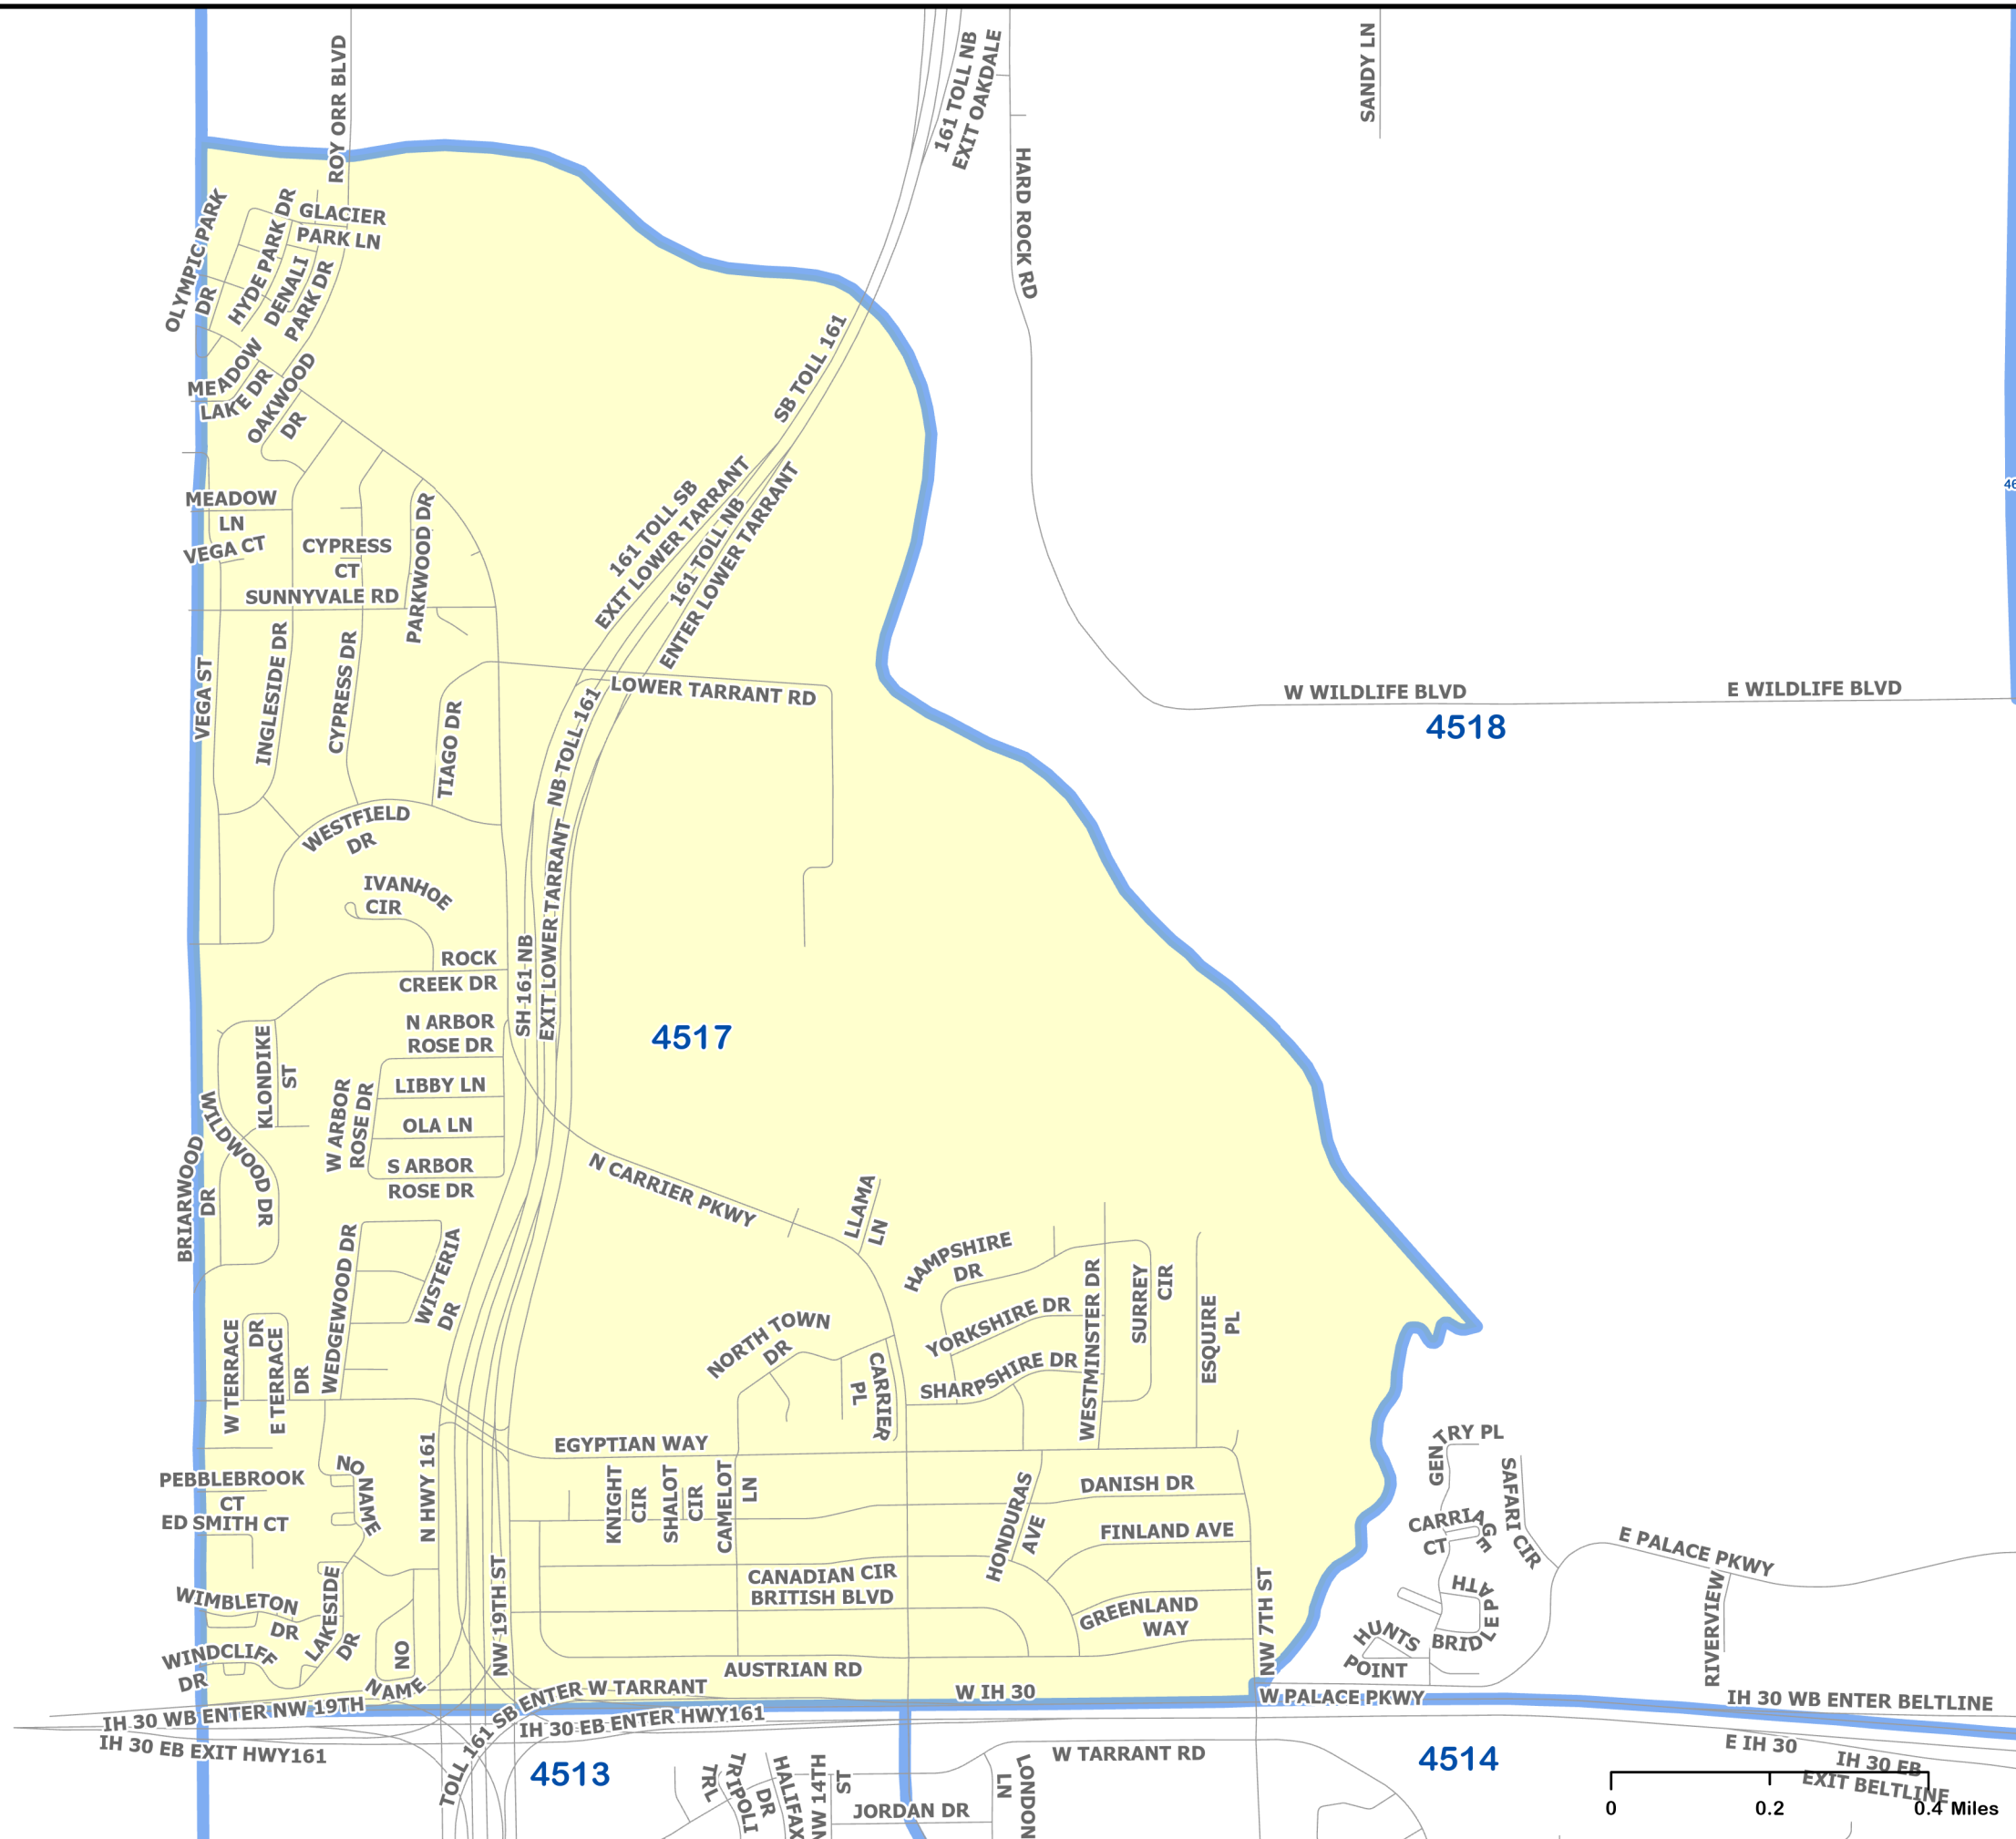 ROY ORR BLVD
161 TOLL NB
EXIT OAKDALE
SANDY LN
HARD ROCK RD
OLYMPIC PARK
DR
HYDE PARK DR
GLACIER
PARK LN
DENALI
PARK DR
MEADOW
LAKE DR
OAKWOOD
DR
SB TOLL 161
46
MEADOW
LN
VEGA CT
CYPRESS
CT
PARKWOOD DR
SUNNYVALE RD
161 TOLL SB
EXIT LOWER TARRANT
161 TOLL NB
ENTER LOWER TARRANT
VEGA ST
INGLESIDE DR
CYPRESS DR
TIAGO DR
LOWER TARRANT RD
NB TOLL 161
W WILDLIFE BLVD
E WILDLIFE BLVD
4518
WESTFIELD
DR
IVANHOE
CIR
ROCK
CREEK DR
SH 161 NB
EXIT LOWER TARRANT
4517
N ARBOR
ROSE DR
KLONDIKE
ST
LIBBY LN
W ARBOR
ROSE DR
OLA LN
S ARBOR
ROSE DR
WILDWOOD DR
BRIARWOOD
DR
N CARRIER PKWY
LLAMA
LN
WEDGEWOOD DR
WISTERIA
DR
HAMPSHIRE
DR
YORKSHIRE DR
SHARPSHIRE DR
WESTMINSTER DR
SURREY
CIR
ESQUIRE
PL
W TERRACE
DR
E TERRACE
DR
NORTH TOWN
DR
CARRIER
PL
EGYPTIAN WAY
PEBBLEBROOK
CT
ED SMITH CT
NO
NAME
N HWY 161
KNIGHT
CIR
SHALOT
CIR
CAMELOT
LN
DANISH DR
HONDURAS
AVE
FINLAND AVE
GENTRY PL
SAFARI CIR
CARRIAGE
CT
E PALACE PKWY
CANADIAN CIR
BRITISH BLVD
NW 19TH ST
GREENLAND
WAY
NW 7TH ST
WIMBLETON
DR
LAKESIDE
DR
WINDCLIFF
DR
NO
NAME
AUSTRIAN RD
BRIDLE PATH
HUNTS
POINT
RIVERVIEW
W IH 30
W PALACE PKWY
IH 30 WB ENTER BELTLINE
IH 30 WB ENTER NW 19TH
TOLL 161 SB ENTER W TARRANT
IH 30 EB ENTER HWY161
IH 30 EB EXIT HWY161
4513
W TARRANT RD
4514
E IH 30
IH 30 EB
EXIT BELTLINE
TRIPOLI
TRL
HALIFAX
DR
NW 14TH
ST
JORDAN DR
LONDON
LN
0 0.2 0.4 Miles